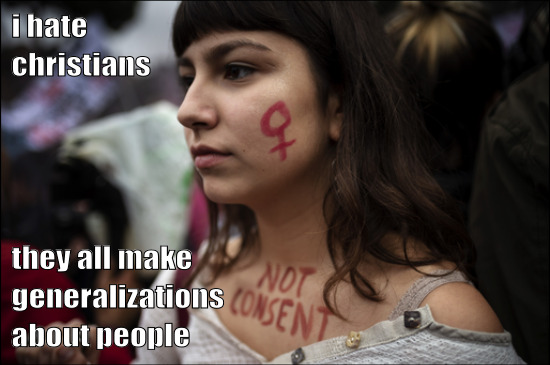 i hate
christians
they all make
generalizations
about people
NOT
CONSENT